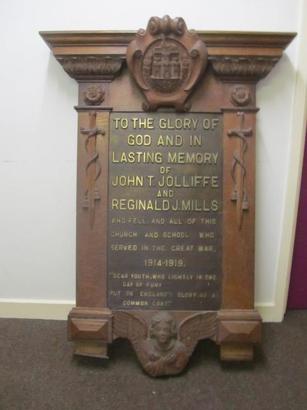 TO THE GLORY OF
GOD AND IN
LASTING MEMORY
OF
JOHN T. JOLLIFFE
AND
REGINALD J. MILLS
WHO FELL, AND ALL OF THIS
CHURCH AND SCHOOL WHO
SERVED IN THE GREAT WAR.
1914-1919.
"DEAR YOUTH, WHO LIGHTLY IN THE
DAY OF FURY
PUT ON ENGLAND'S GLORY AS A
COMMON COAT"